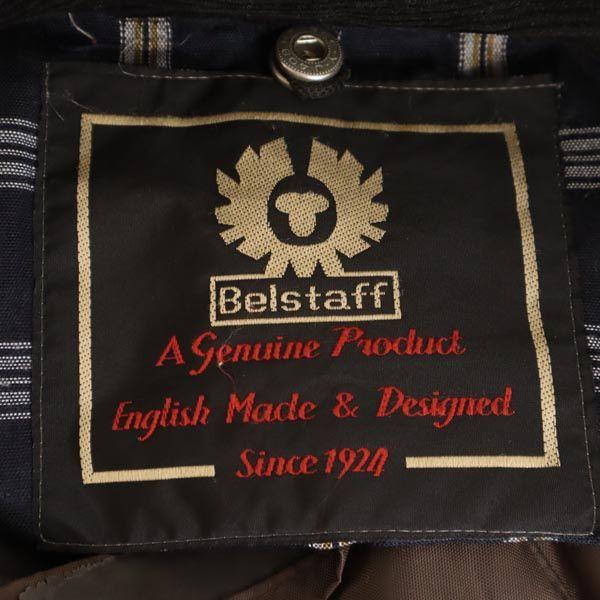 Belstaff
A Genuine Product
English Made & Designed
Since 1924